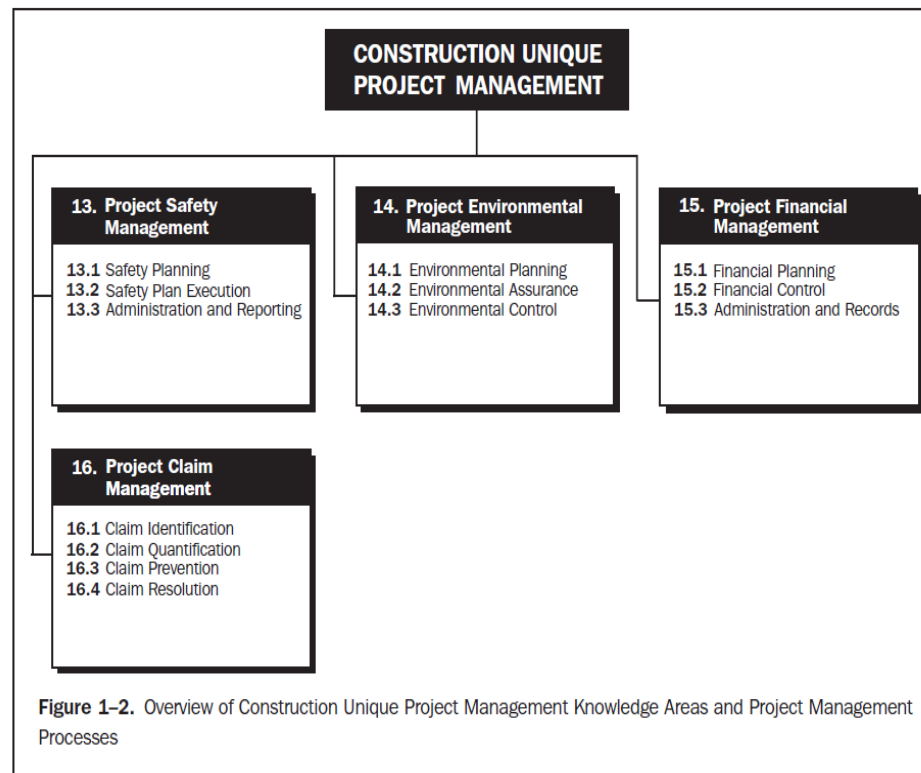 CONSTRUCTION UNIQUE
PROJECT MANAGEMENT
13. Project Safety
Management
13.1 Safety Planning
13.2 Safety Plan Execution
13.3 Administration and Reporting
14. Project Environmental
Management
14.1 Environmental Planning
14.2 Environmental Assurance
14.3 Environmental Control
15. Project Financial
Management
15.1 Financial Planning
15.2 Financial Control
15.3 Administration and Records
16. Project Claim
Management
16.1 Claim Identification
16.2 Claim Quantification
16.3 Claim Prevention
16.4 Claim Resolution
Figure 1–2. Overview of Construction Unique Project Management Knowledge Areas and Project Management
Processes